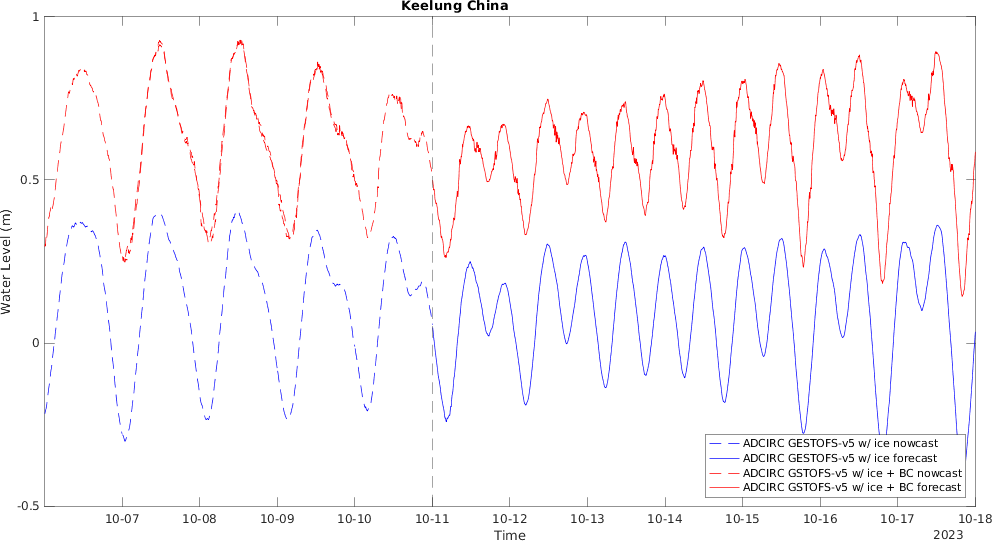 Keelung China
1
0.5
0
-0.5
Water Level (m)
ADCIRC GESTOFS-v5 w/ ice nowcast
ADCIRC GESTOFS-v5 w/ ice forecast
ADCIRC GSTOFS-v5 w/ ice + BC nowcast
ADCIRC GSTOFS-v5 w/ ice + BC forecast
10-07 10-08 10-09 10-10 10-11 10-12 10-13 10-14 10-15 10-16 10-17 10-18
Time
2023